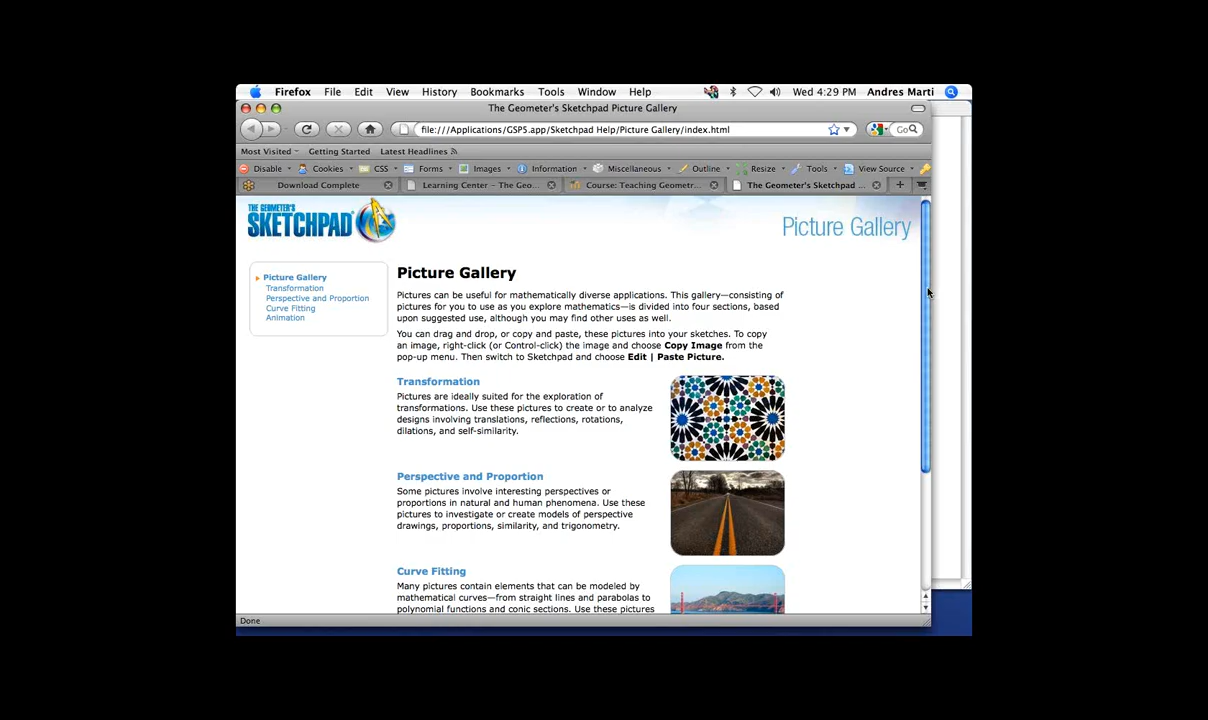 Firefox File Edit View History Bookmarks Tools Window Help Wed 4:29 PM Andres Marti
The Geometer's Sketchpad Picture Gallery
file:///Applications/GSP5.app/Sketchpad Help/Picture Gallery/index.html Go
Most Visited Getting Started Latest Headlines
Disable Cookies CSS Forms Images Information Miscellaneous Outline Resize Tools View Source
Download Complete Learning Center – The Geo... Course: Teaching Geometr... The Geometer's Sketchpad ...
THE GEOMETER'S
SKETCHPAD
Picture Gallery
Picture Gallery
Transformation
Perspective and Proportion
Curve Fitting
Animation
Picture Gallery
Pictures can be useful for mathematically diverse applications. This gallery—consisting of
pictures for you to use as you explore mathematics—is divided into four sections, based
upon suggested use, although you may find other uses as well.
You can drag and drop, or copy and paste, these pictures into your sketches. To copy
an image, right-click (or Control-click) the image and choose Copy Image from the
pop-up menu. Then switch to Sketchpad and choose Edit | Paste Picture.
Transformation
Pictures are ideally suited for the exploration of
transformations. Use these pictures to create or to analyze
designs involving translations, reflections, rotations,
dilations, and self-similarity.
Perspective and Proportion
Some pictures involve interesting perspectives or
proportions in natural and human phenomena. Use these
pictures to investigate or create models of perspective
drawings, proportions, similarity, and trigonometry.
Curve Fitting
Many pictures contain elements that can be modeled by
mathematical curves—from straight lines and parabolas to
polynomial functions and conic sections. Use these pictures
Done